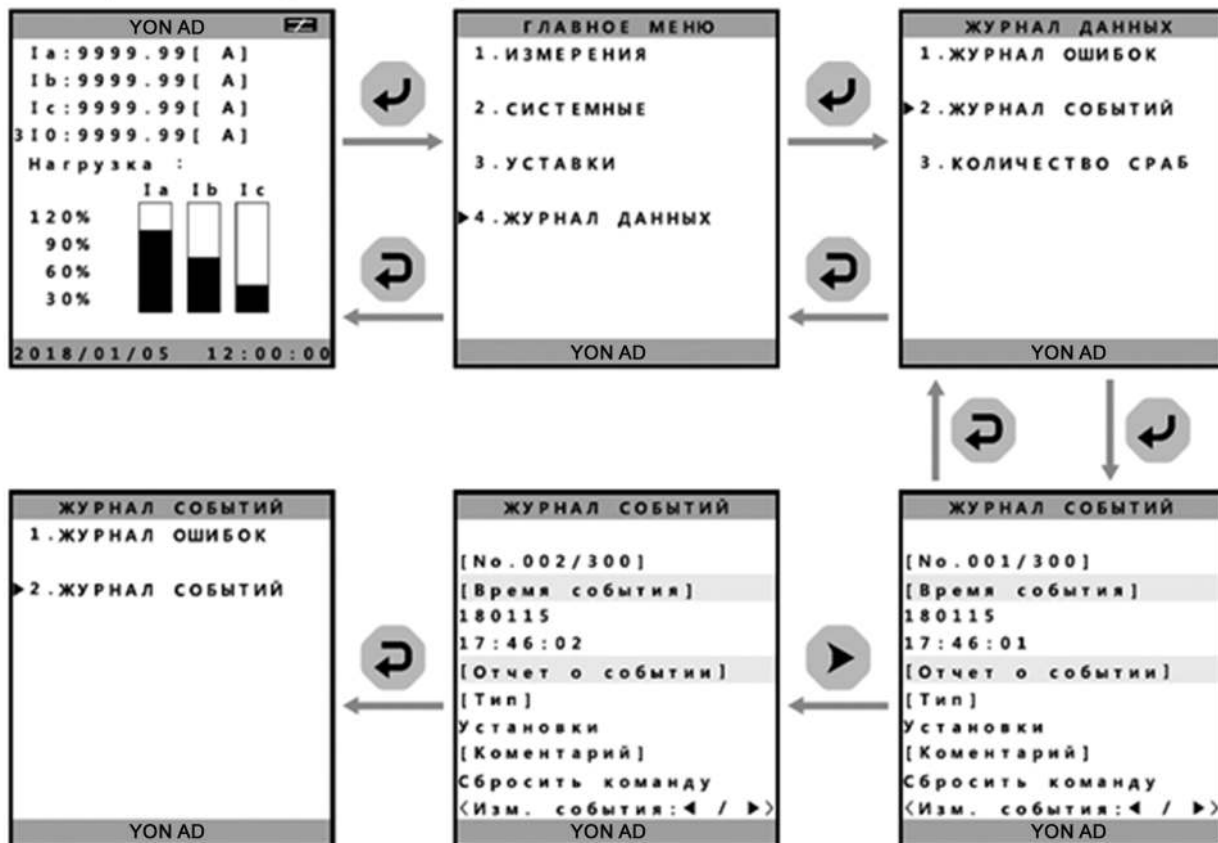 YON AD
Ia:9999.99[ A]
Ib:9999.99[ A]
Ic:9999.99[ A]
3I0:9999.99[ A]
Нагрузка :
Ia Ib Ic
120%
90%
60%
30%
2018/01/05 12:00:00
ГЛАВНОЕ МЕНЮ
1.ИЗМЕРЕНИЯ
2.СИСТЕМНЫЕ
3.УСТАВКИ
▶4.ЖУРНАЛ ДАННЫХ
YON AD
ЖУРНАЛ ДАННЫХ
1.ЖУРНАЛ ОШИБОК
▶2.ЖУРНАЛ СОБЫТИЙ
3.КОЛИЧЕСТВО СРАБ
YON AD
ЖУРНАЛ СОБЫТИЙ
1.ЖУРНАЛ ОШИБОК
▶2.ЖУРНАЛ СОБЫТИЙ
YON AD
ЖУРНАЛ СОБЫТИЙ
[No.002/300]
[Время события]
180115
17:46:02
[Отчет о событии]
[Тип]
Установки
[Коментарий]
Сбросить команду
<Изм. события:◀ / ▶>
YON AD
ЖУРНАЛ СОБЫТИЙ
[No.001/300]
[Время события]
180115
17:46:01
[Отчет о событии]
[Тип]
Установки
[Коментарий]
Сбросить команду
<Изм. события:◀ / ▶>
YON AD